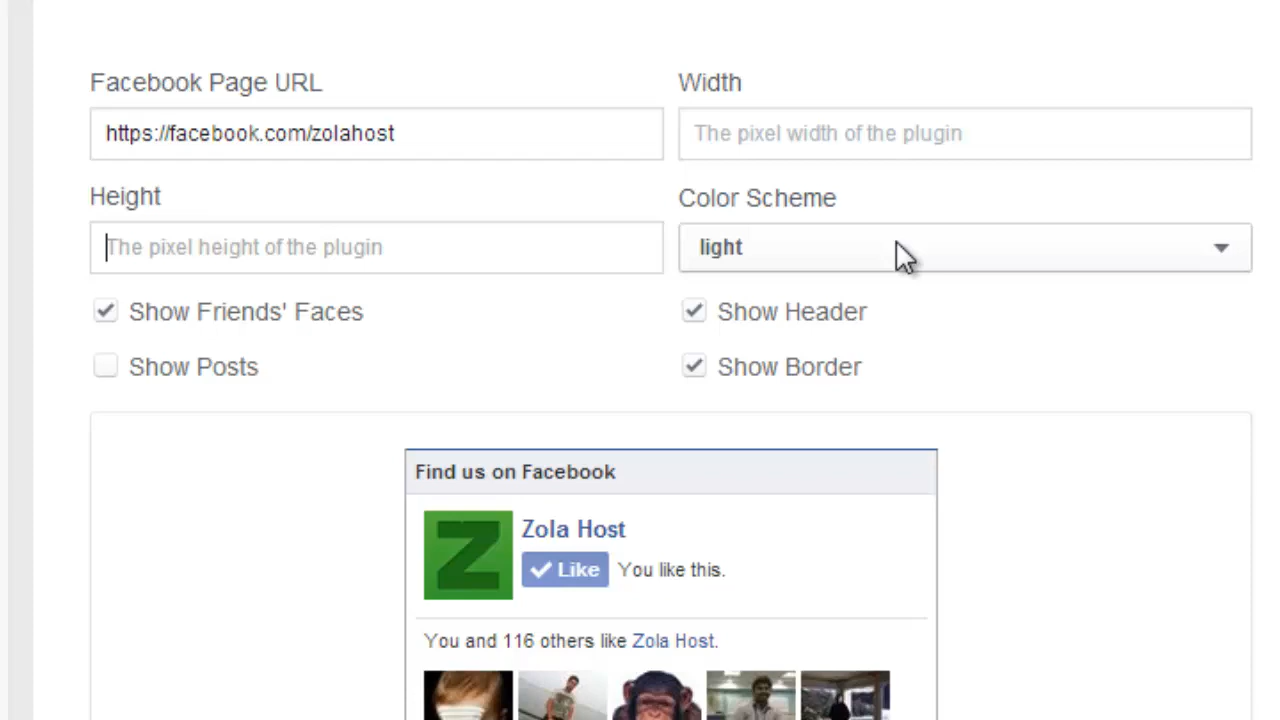 Facebook Page URL
Width
https://facebook.com/zolahost
The pixel width of the plugin
Height
Color Scheme
The pixel height of the plugin
light
Show Friends' Faces
Show Header
Show Posts
Show Border
Find us on Facebook
Z
Zola Host
Like
You like this.
You and 116 others like Zola Host.